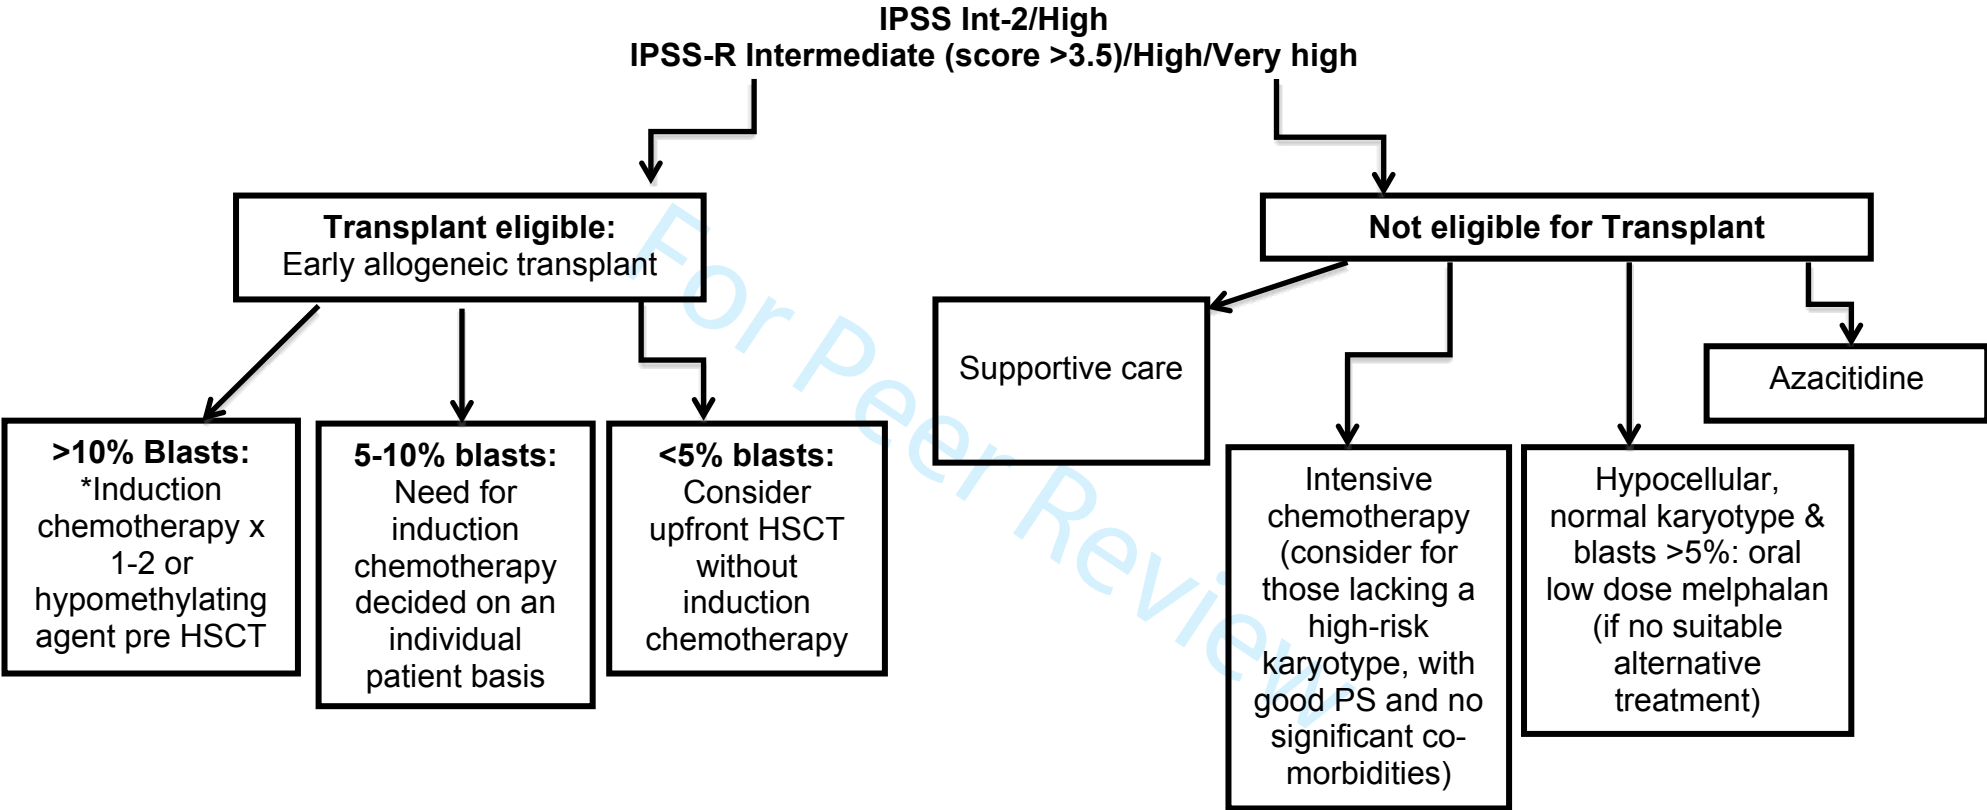 IPSS Int-2/High
IPSS-R Intermediate (score >3.5)/High/Very high
Transplant eligible:
Early allogeneic transplant
Not eligible for Transplant
>10% Blasts:
*Induction
chemotherapy x
1-2 or
hypomethylating
agent pre HSCT
5-10% blasts:
Need for
induction
chemotherapy
decided on an
individual
patient basis
<5% blasts:
Consider
upfront HSCT
without
induction
chemotherapy
Supportive care
Intensive
chemotherapy
(consider for
those lacking a
high-risk
karyotype, with
good PS and no
significant co-
morbidities)
Hypocellular,
normal karyotype &
blasts >5%: oral
low dose melphalan
(if no suitable
alternative
treatment)
Azacitidine
For Peer Review